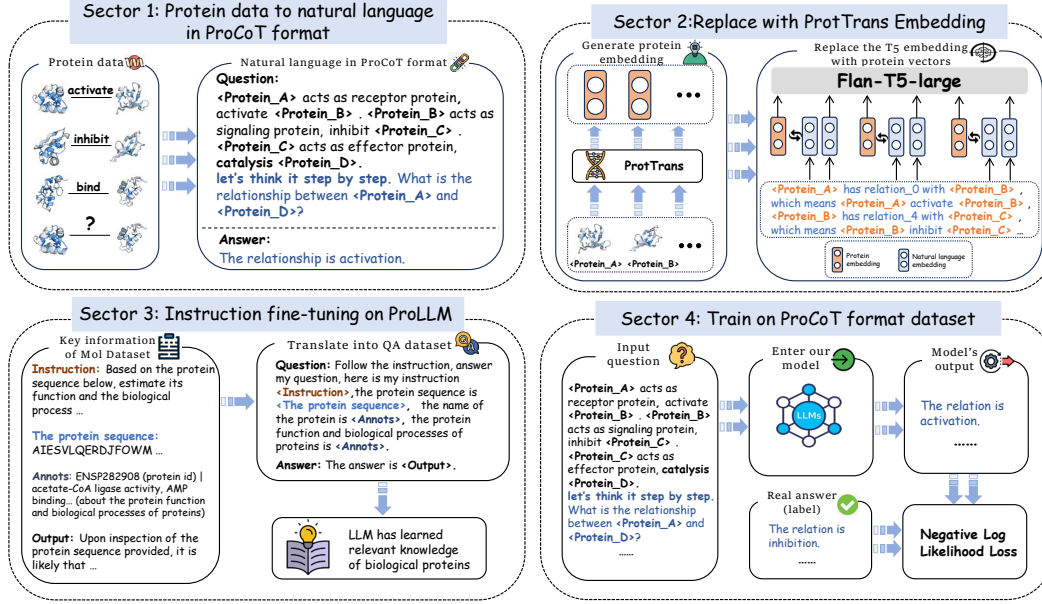 Sector 1: Protein data to natural language
in ProCoT format
Protein data
activate
inhibit
bind
?
Natural language in ProCoT format
Question:
<Protein_A> acts as receptor protein,
activate <Protein_B> . <Protein_B> acts as
signaling protein, inhibit <Protein_C> .
<Protein_C> acts as effector protein,
catalysis <Protein_D>.
let's think it step by step. What is the
relationship between <Protein_A> and
<Protein_D>?
Answer:
The relationship is activation.
Sector 2:Replace with ProtTrans Embedding
Generate protein
embedding
ProtTrans
<Protein_A> <Protein_B>
Replace the T5 embedding
with protein vectors
Flan-T5-large
<Protein_A> has relation_0 with <Protein_B> ,
which means <Protein_A> activate <Protein_B> ,
<Protein_B> has relation_4 with <Protein_C> ,
which means <Protein_B> inhibit <Protein_C> …
Protein
embedding
Natural language
embedding
Sector 3: Instruction fine-tuning on ProLLM
Key information
of Mol Dataset
Instruction: Based on the protein
sequence below, estimate its
function and the biological
process …
The protein sequence:
AIESVLQERDJFOWM …
Annots: ENSP282908 (protein id) |
acetate-CoA ligase activity, AMP
binding… (about the protein function
and biological processes of proteins)
Output: Upon inspection of the
protein sequence provided, it is
likely that …
Translate into QA dataset
Question: Follow the instruction, answer
my question, here is my instruction
<Instruction>,the protein sequence is
<The protein sequence>, the name of
the protein is <Annots>, the protein
function and biological processes of
proteins is <Annots>.
Answer: The answer is <Output>.
LLM has learned
relevant knowledge
of biological proteins
Sector 4: Train on ProCoT format dataset
Input
question
<Protein_A> acts as
receptor protein, activate
<Protein_B> . <Protein_B>
acts as signaling protein,
inhibit <Protein_C> .
<Protein_C> acts as
effector protein, catalysis
<Protein_D>.
let's think it step by step.
What is the relationship
between <Protein_A> and
<Protein_D>?
……
Enter our
model
LLMs
Model's
output
The relation is
activation.
……
Real answer
(label)
The relation is
inhibition.
……
Negative Log
Likelihood Loss